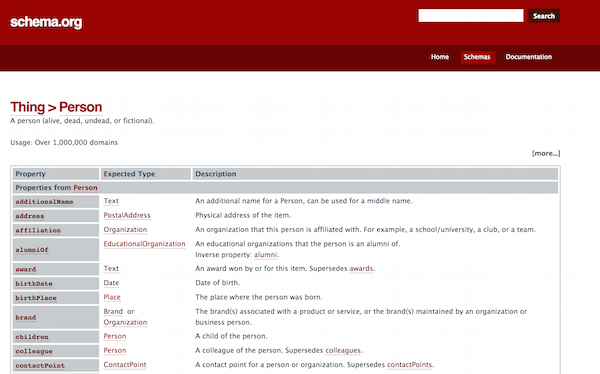 schema.org
Search
Home Schemas Documentation
Thing > Person
A person (alive, dead, undead, or fictional).
Usage: Over 1,000,000 domains
[more...]
Property Expected Type Description
Properties from Person
additionalName Text An additional name for a Person, can be used for a middle name.
address PostalAddress Physical address of the item.
affiliation Organization An organization that this person is affiliated with. For example, a school/university, a club, or a team.
alumniOf EducationalOrganization An educational organizations that the person is an alumni of.
Inverse property: alumni.
award Text An award won by or for this item. Supersedes awards.
birthDate Date Date of birth.
birthPlace Place The place where the person was born.
brand Brand or Organization The brand(s) associated with a product or service, or the brand(s) maintained by an organization or
business person.
children Person A child of the person.
colleague Person A colleague of the person. Supersedes colleagues.
contactPoint ContactPoint A contact point for a person or organization. Supersedes contactPoints.